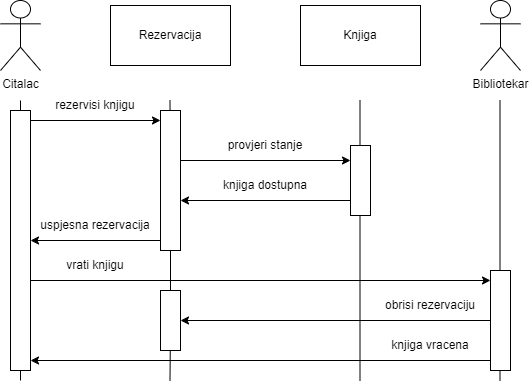 Rezervacija
Knjiga
Citalac
Bibliotekar
rezervisi knjigu
provjeri stanje
knjiga dostupna
uspjesna rezervacija
vrati knjigu
obrisi rezervaciju
knjiga vracena